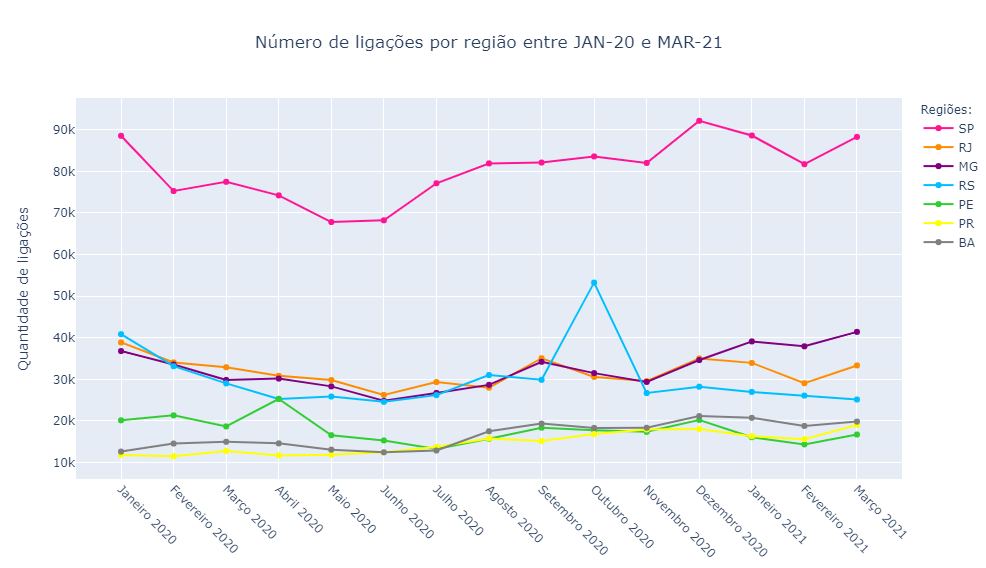 Número de ligações por região entre JAN-20 e MAR-21
Regiões:
SP
RJ
MG
RS
PE
PR
BA
Quantidade de ligações
90k
80k
70k
60k
50k
40k
30k
20k
10k
Janeiro 2020
Fevereiro 2020
Março 2020
Abril 2020
Maio 2020
Junho 2020
Julho 2020
Agosto 2020
Setembro 2020
Outubro 2020
Novembro 2020
Dezembro 2020
Janeiro 2021
Fevereiro 2021
Março 2021